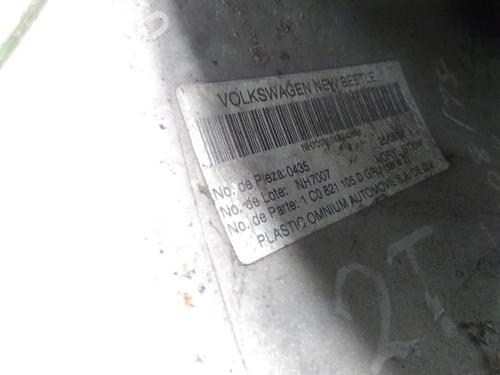 VOLKSWAGEN NEW BEETLE
No. de Pieza:0435
No. de Lote: NH7007
No. de Parte: 1 C0 821 105 D GRU
PLASTIC OMNIUM AUTOMOVIL S.A. DE C.V.
2T